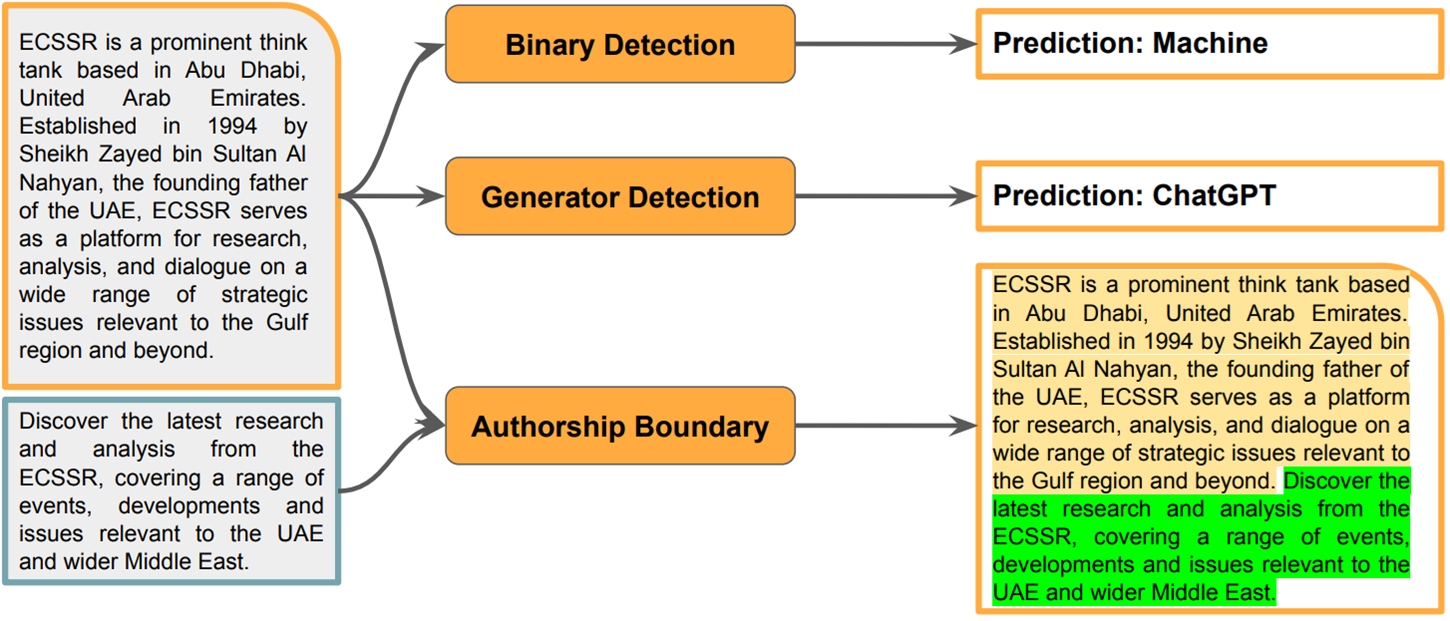 ECSSR is a prominent think
tank based in Abu Dhabi,
United Arab Emirates.
Established in 1994 by
Sheikh Zayed bin Sultan Al
Nahyan, the founding father
of the UAE, ECSSR serves
as a platform for research,
analysis, and dialogue on a
wide range of strategic
issues relevant to the Gulf
region and beyond.
Discover the latest research
and analysis from the
ECSSR, covering a range of
events, developments and
issues relevant to the UAE
and wider Middle East.
Binary Detection
Generator Detection
Authorship Boundary
Prediction: Machine
Prediction: ChatGPT
ECSSR is a prominent think tank based
in Abu Dhabi, United Arab Emirates.
Established in 1994 by Sheikh Zayed bin
Sultan Al Nahyan, the founding father of
the UAE, ECSSR serves as a platform
for research, analysis, and dialogue on a
wide range of strategic issues relevant to
the Gulf region and beyond. Discover the
latest research and analysis from the
ECSSR, covering a range of events,
developments and issues relevant to the
UAE and wider Middle East.